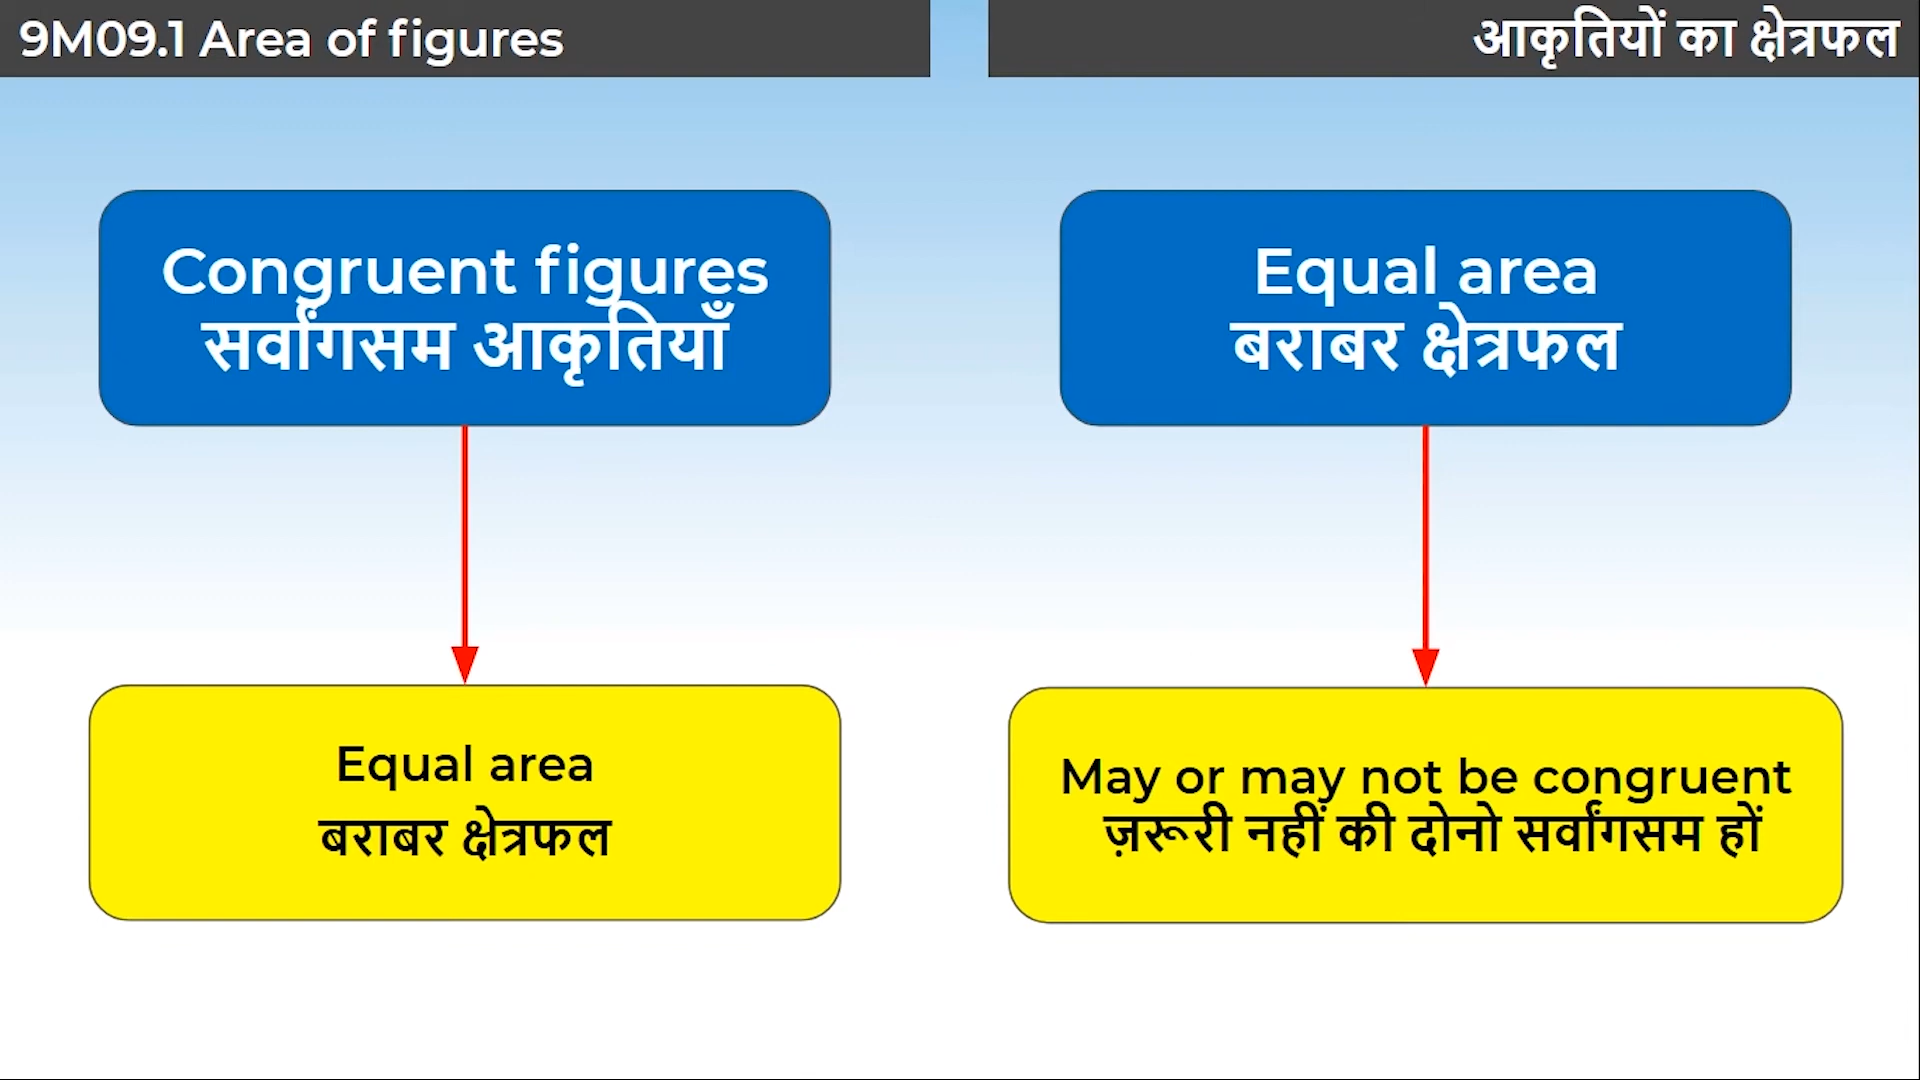 9M09.1 Area of figures
आकृतियों का क्षेत्रफल
Congruent figures
सर्वांगसम आकृतियाँ
Equal area
बराबर क्षेत्रफल
Equal area
बराबर क्षेत्रफल
May or may not be congruent
ज़रूरी नहीं की दोनो सर्वांगसम हों